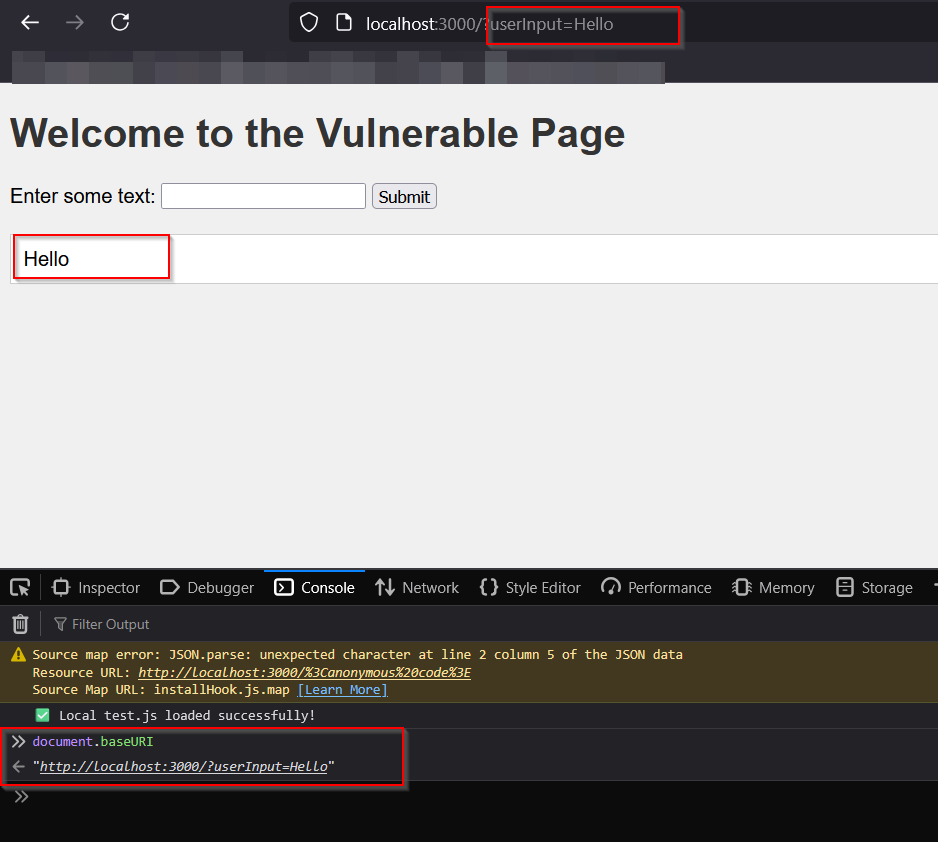 localhost:3000/?userInput=Hello
Welcome to the Vulnerable Page
Enter some text: Submit
Hello
Inspector Debugger Console Network Style Editor Performance Memory Storage
Filter Output
Source map error: JSON.parse: unexpected character at line 2 column 5 of the JSON data
Resource URL: http://localhost:3000/%3Canonymous%20code%3E
Source Map URL: installHook.js.map [Learn More]
Local test.js loaded successfully!
document.baseURI
"http://localhost:3000/?userInput=Hello"